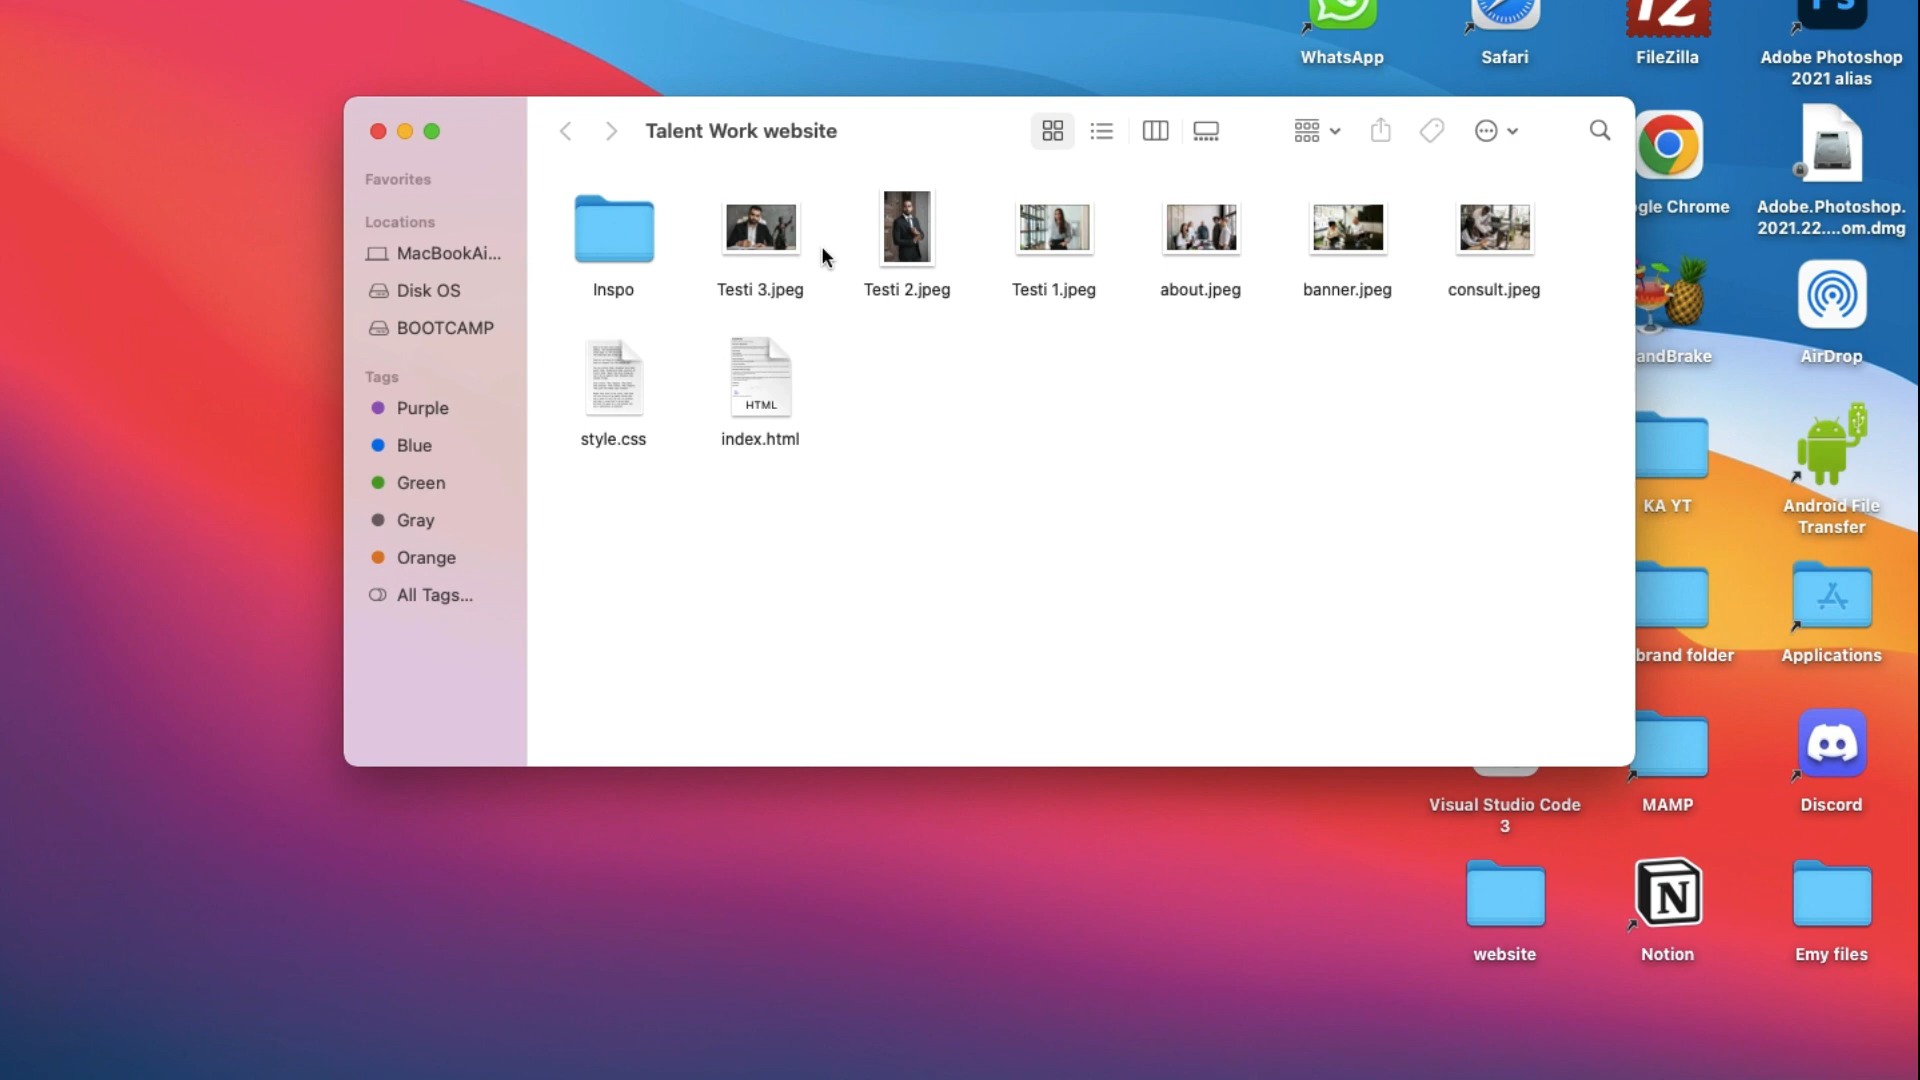 WhatsApp
Safari
FileZilla
Adobe Photoshop
2021 alias
Talent Work website
Favorites
Locations
MacBookAi...
Disk OS
BOOTCAMP
Tags
Purple
Blue
Green
Gray
Orange
All Tags...
Inspo
Testi 3.jpeg
Testi 2.jpeg
Testi 1.jpeg
about.jpeg
banner.jpeg
consult.jpeg
style.css
HTML
index.html
gle Chrome
Adobe.Photoshop.
2021.22....om.dmg
andBrake
AirDrop
KA YT
Android File
Transfer
brand folder
Applications
Visual Studio Code
3
MAMP
Discord
website
N
Notion
Emy files